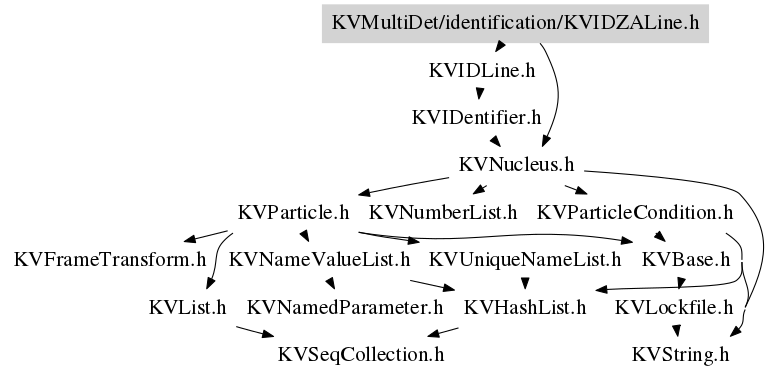 KVMultiDet/identification/KVIDZALine.h
KVIDLine.h
KVIDentifier.h
KVNucleus.h
KVParticle.h KVNumberList.h KVParticleCondition.h
KVFrameTransform.h KVNameValueList.h KVUniqueNameList.h KVBase.h
KVList.h KVNamedParameter.h KVHashList.h KVLockfile.h
KVSeqCollection.h KVString.h